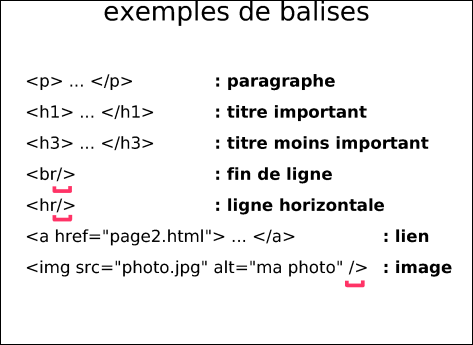 exemples de balises
<p> ... </p> : paragraphe
<h1> ... </h1> : titre important
<h3> ... </h3> : titre moins important
<br/> : fin de ligne
<hr/> : ligne horizontale
<a href="page2.html"> ... </a> : lien
<img src="photo.jpg" alt="ma photo" /> : image